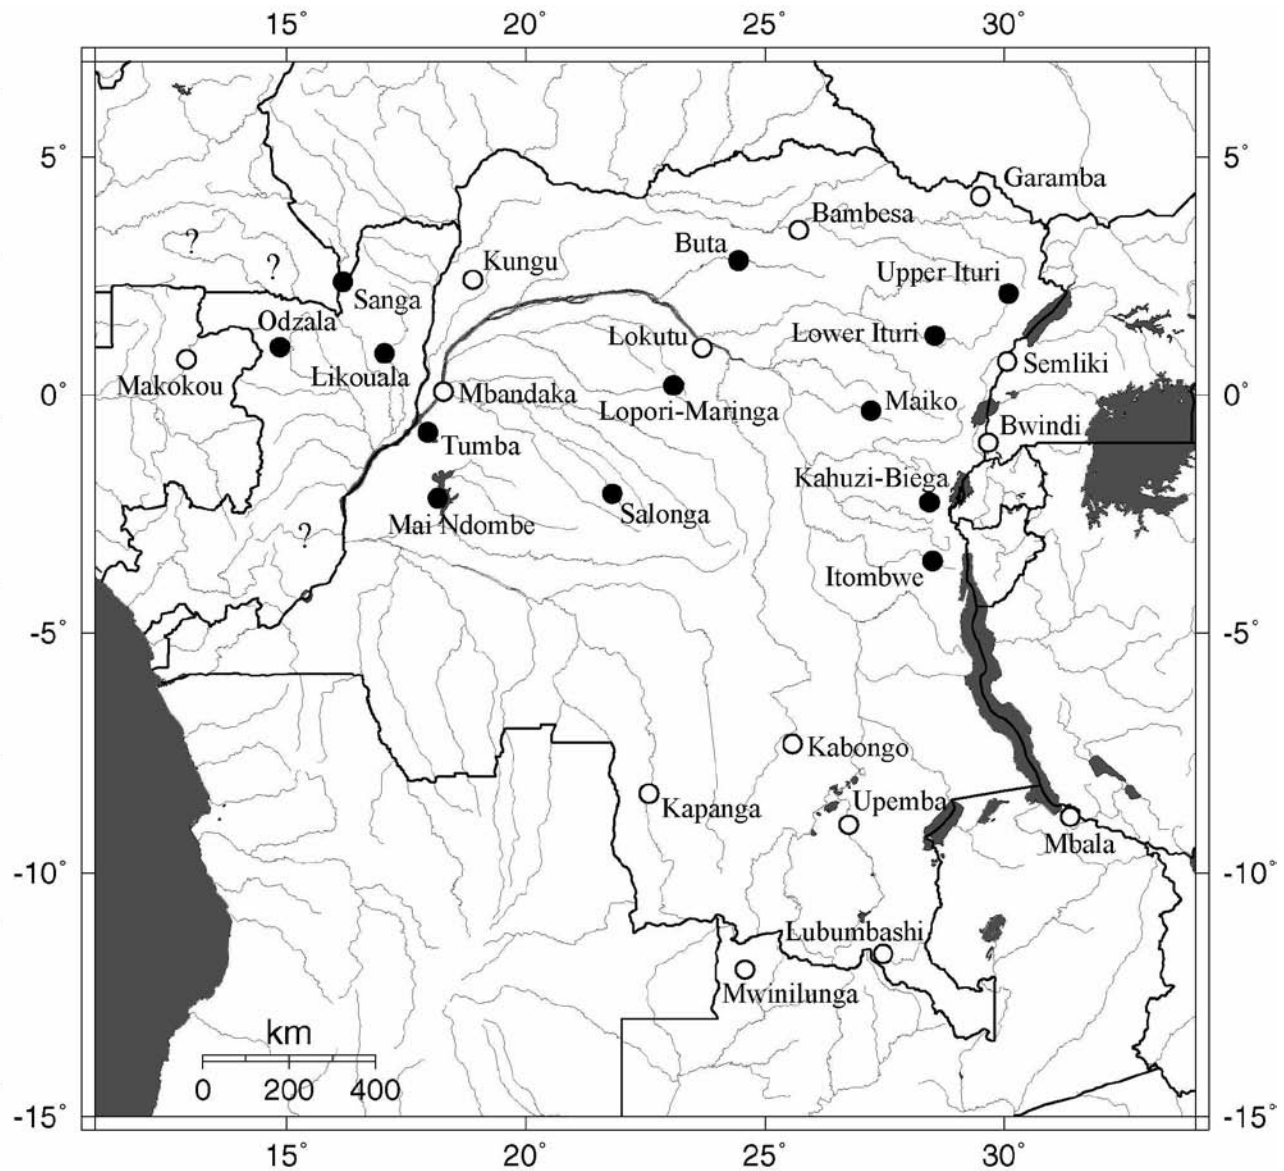 15° 20° 25° 30°
5° 5°
Garamba
Bambesa
Buta
? ?
Kungu
Upper Ituri
Sanga
Odzala
Lokutu
Lower Ituri
Semliki
Likouala
Makokou
0° 0°
Mbandaka
Lopori-Maringa
Maiko
Bwindi
Tumba
Kahuzi-Biega
Salonga
Mai Ndombe
?
Itombwe
-5° -5°
Kabongo
Upemba
Kapanga
Mbala
-10° -10°
Lubumbashi
Mwinilunga
km
0 200 400
-15° -15°
15° 20° 25° 30°